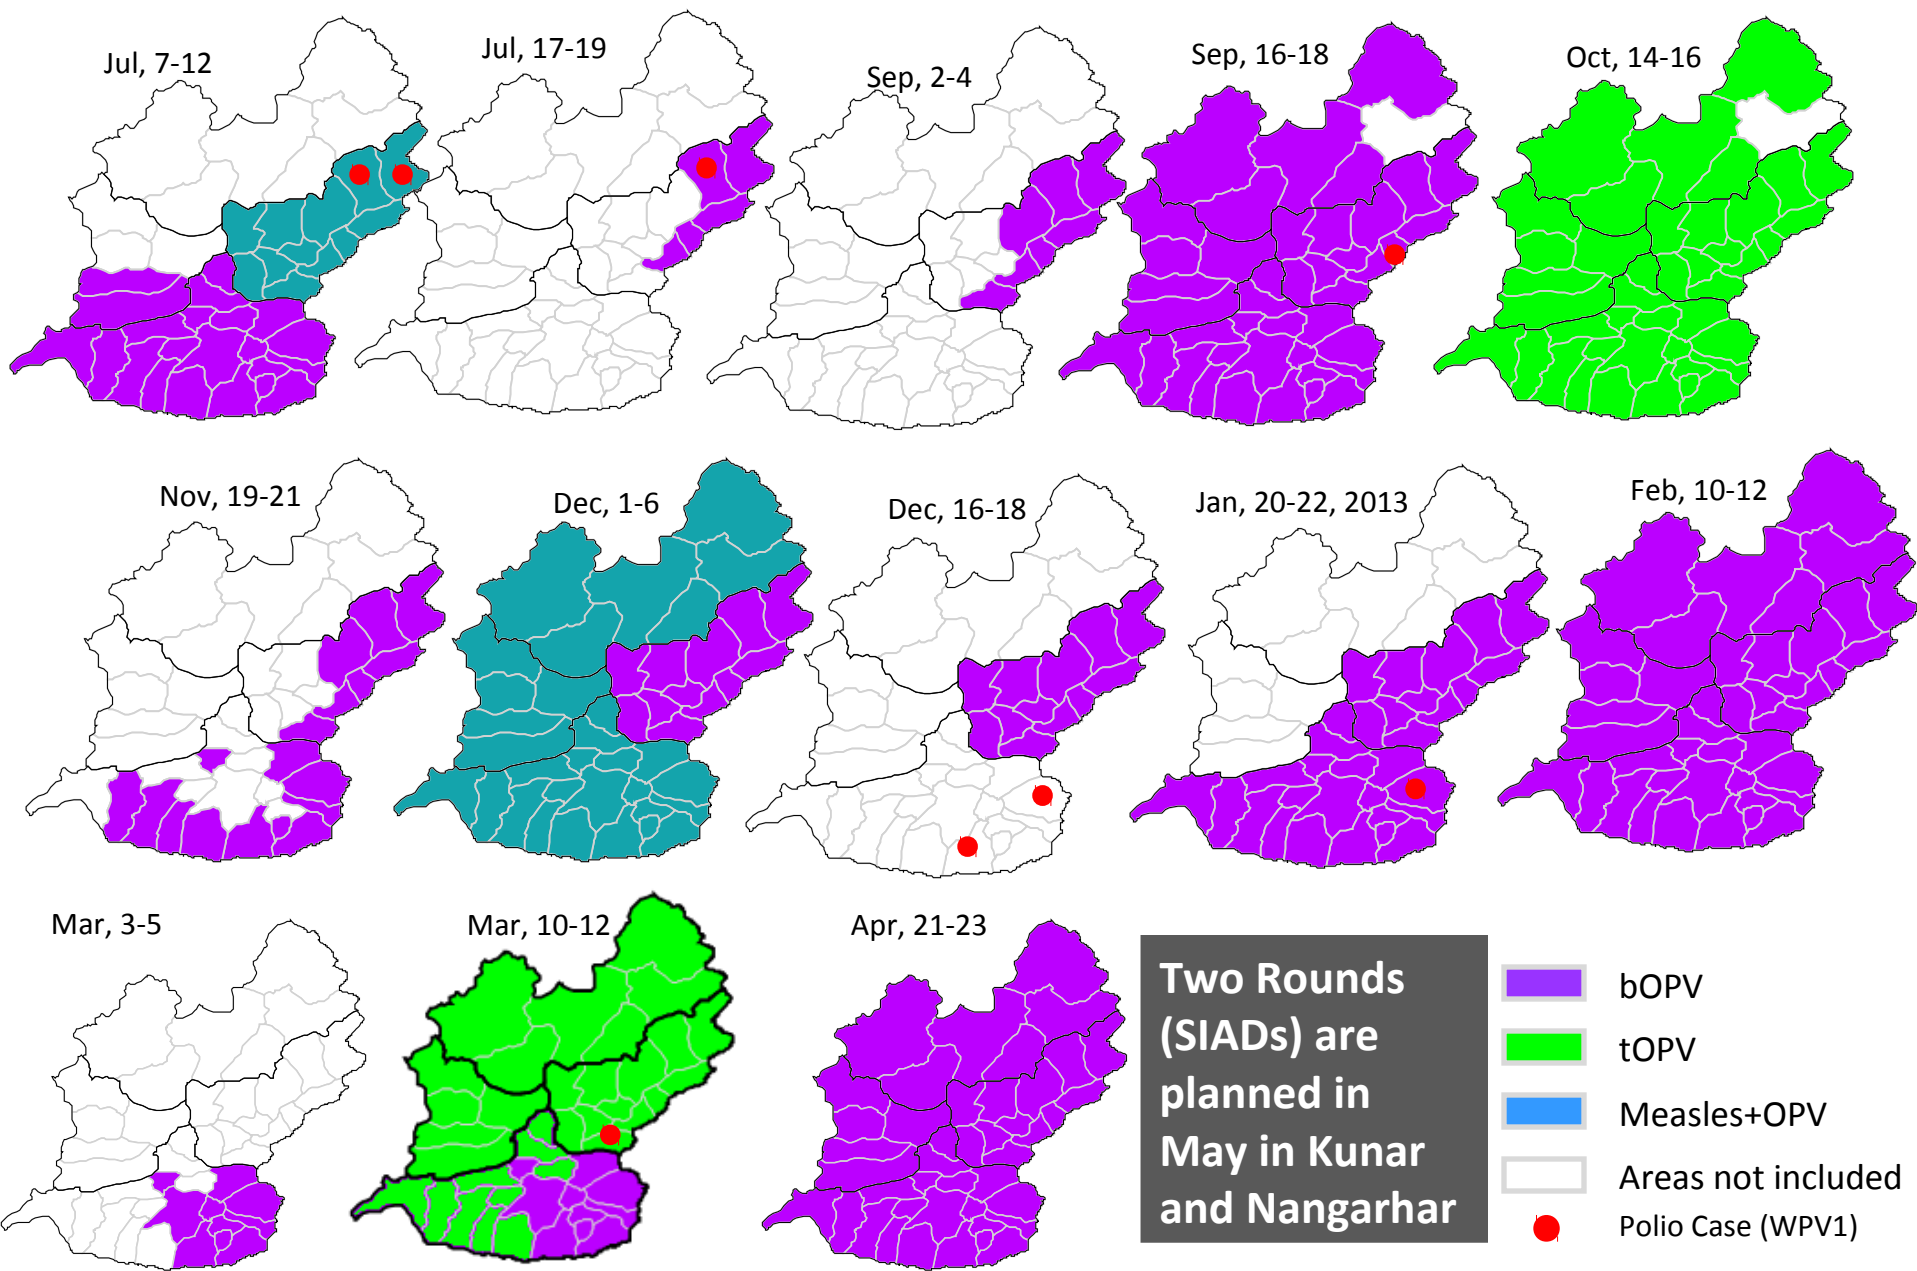 Jul, 7-12
Jul, 17-19
Sep, 2-4
Sep, 16-18
Oct, 14-16
Nov, 19-21
Dec, 1-6
Dec, 16-18
Jan, 20-22, 2013
Feb, 10-12
Mar, 3-5
Mar, 10-12
Apr, 21-23
Two Rounds
(SIADs) are
planned in
May in Kunar
and Nangarhar
bOPV
tOPV
Measles+OPV
Areas not included
Polio Case (WPV1)